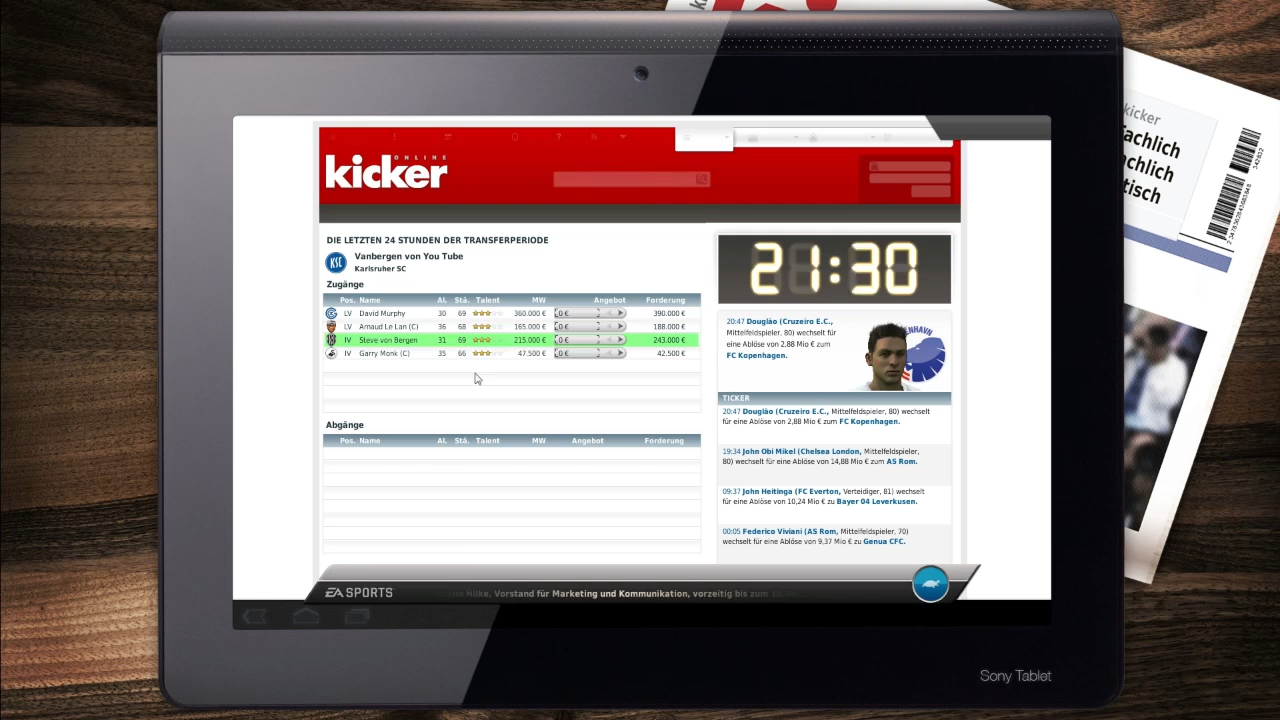 kicker
ONLINE
kicker
achlich
chlich
tisch
DIE LETZTEN 24 STUNDEN DER TRANSFERPERIODE
21:30
KSC
Vanbergen von You Tube
Karlsruher SC
Zugänge
Pos. Name Al. Stä. Talent MW Angebot Forderung
LV David Murphy 30 69 360.000 € 0 € 390.000 €
LV Arnaud Le Lan (C) 36 68 165.000 € 0 € 188.000 €
IV Steve von Bergen 31 69 215.000 € 0 € 243.000 €
IV Garry Monk (C) 35 66 47.500 € 0 € 42.500 €
20:47 Douglão (Cruzeiro E.C.,
Mittelfeldspieler, 80) wechselt für
eine Ablöse von 2,88 Mio € zum
FC Kopenhagen.
Abgänge
Pos. Name Al. Stä. Talent MW Angebot Forderung
TICKER
20:47 Douglão (Cruzeiro E.C., Mittelfeldspieler, 80) wechselt
für eine Ablöse von 2,88 Mio € zum FC Kopenhagen.
19:34 John Obi Mikel (Chelsea London, Mittelfeldspieler,
80) wechselt für eine Ablöse von 14,88 Mio € zum AS Rom.
09:37 John Heitinga (FC Everton, Verteidiger, 81) wechselt
für eine Ablöse von 10,24 Mio € zu Bayer 04 Leverkusen.
00:05 Federico Viviani (AS Rom, Mittelfeldspieler, 70)
wechselt für eine Ablöse von 9,37 Mio € zu Genua CFC.
EA SPORTS
Hilke, Vorstand für Marketing und Kommunikation, vorzeitig bis zum
Sony Tablet